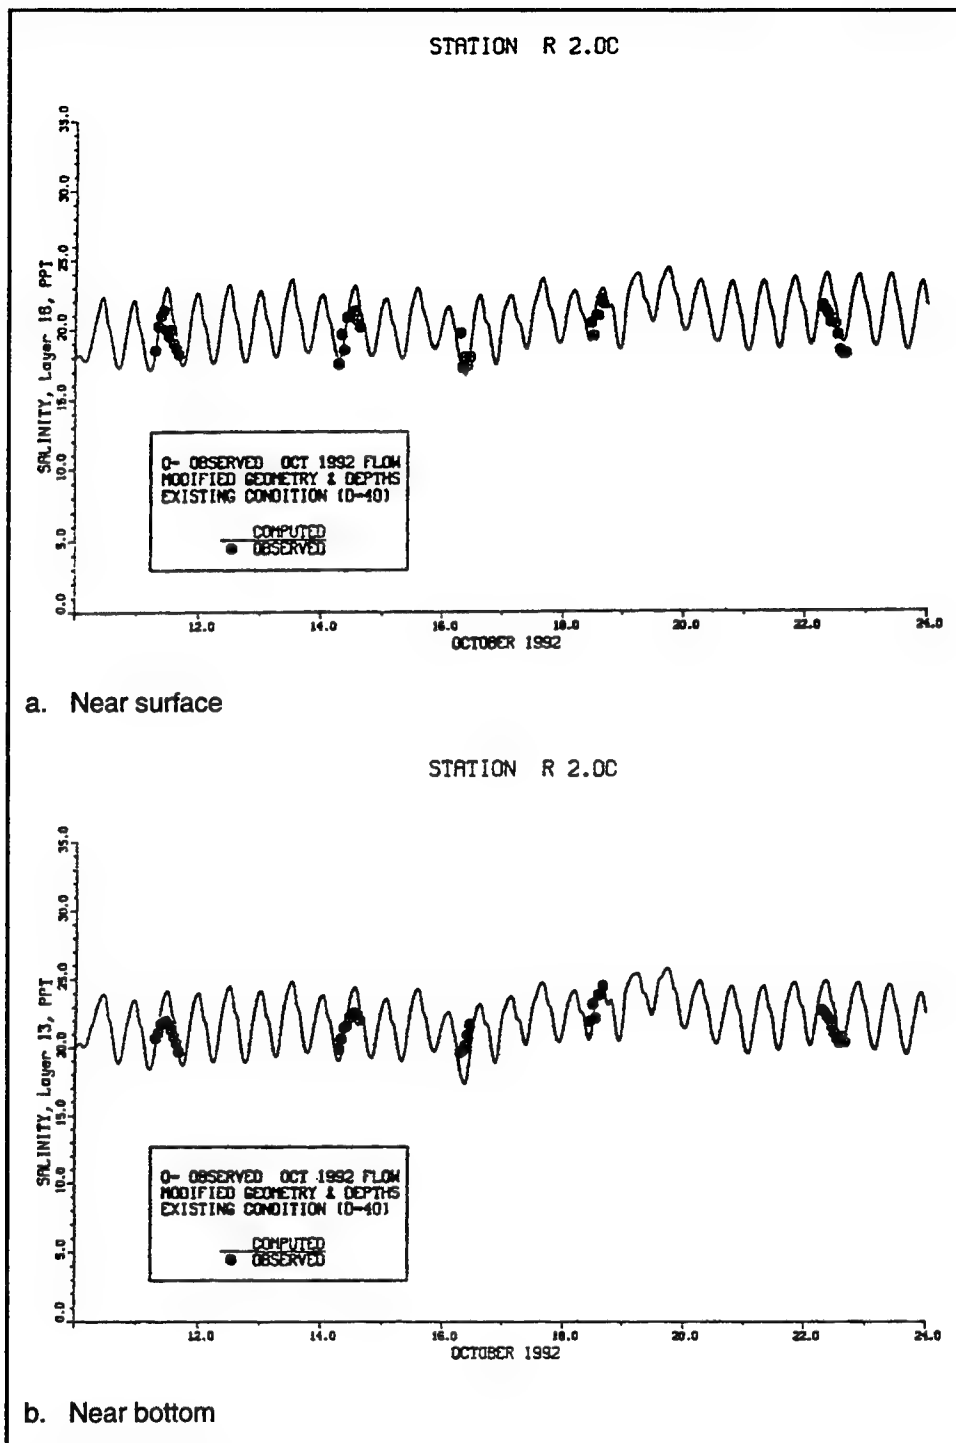 STATION R 2.0C
SALINITY, Layer 18, PPT
35.0
30.0
25.0
20.0
15.0
10.0
5.0
0.0
Q- OBSERVED OCT 1992 FLOW
MODIFIED GEOMETRY & DEPTHS
EXISTING CONDITION (D-40)
COMPUTED
OBSERVED
12.0 14.0 16.0 18.0 20.0 22.0 24.0
OCTOBER 1992
a. Near surface
STATION R 2.0C
SALINITY, Layer 13, PPT
35.0
30.0
25.0
20.0
15.0
10.0
5.0
0.0
Q- OBSERVED OCT 1992 FLOW
MODIFIED GEOMETRY & DEPTHS
EXISTING CONDITION (D-40)
COMPUTED
OBSERVED
12.0 14.0 16.0 18.0 20.0 22.0 24.0
OCTOBER 1992
b. Near bottom